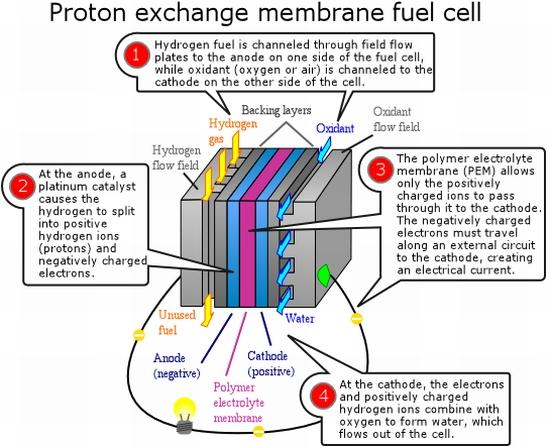 Proton exchange membrane fuel cell
1
Hydrogen fuel is channeled through field flow
plates to the anode on one side of the fuel cell,
while oxidant (oxygen or air) is channeled to the
cathode on the other side of the cell.
Backing layers
Oxidant
flow field
Hydrogen
gas
Oxidant
Hydrogen
flow field
2
At the anode, a
platinum catalyst
causes the
hydrogen to split
into positive
hydrogen ions
(protons) and
negatively charged
electrons.
3
The polymer electrolyte
membrane (PEM) allows
only the positively
charged ions to pass
through it to the cathode.
The negatively charged
electrons must travel
along an external circuit
to the cathode, creating
an electrical current.
Unused
fuel
Water
Anode
(negative)
Cathode
(positive)
Polymer
electrolyte
membrane
4
At the cathode, the electrons
and positively charged
hydrogen ions combine with
oxygen to form water, which
flows out of the cell.